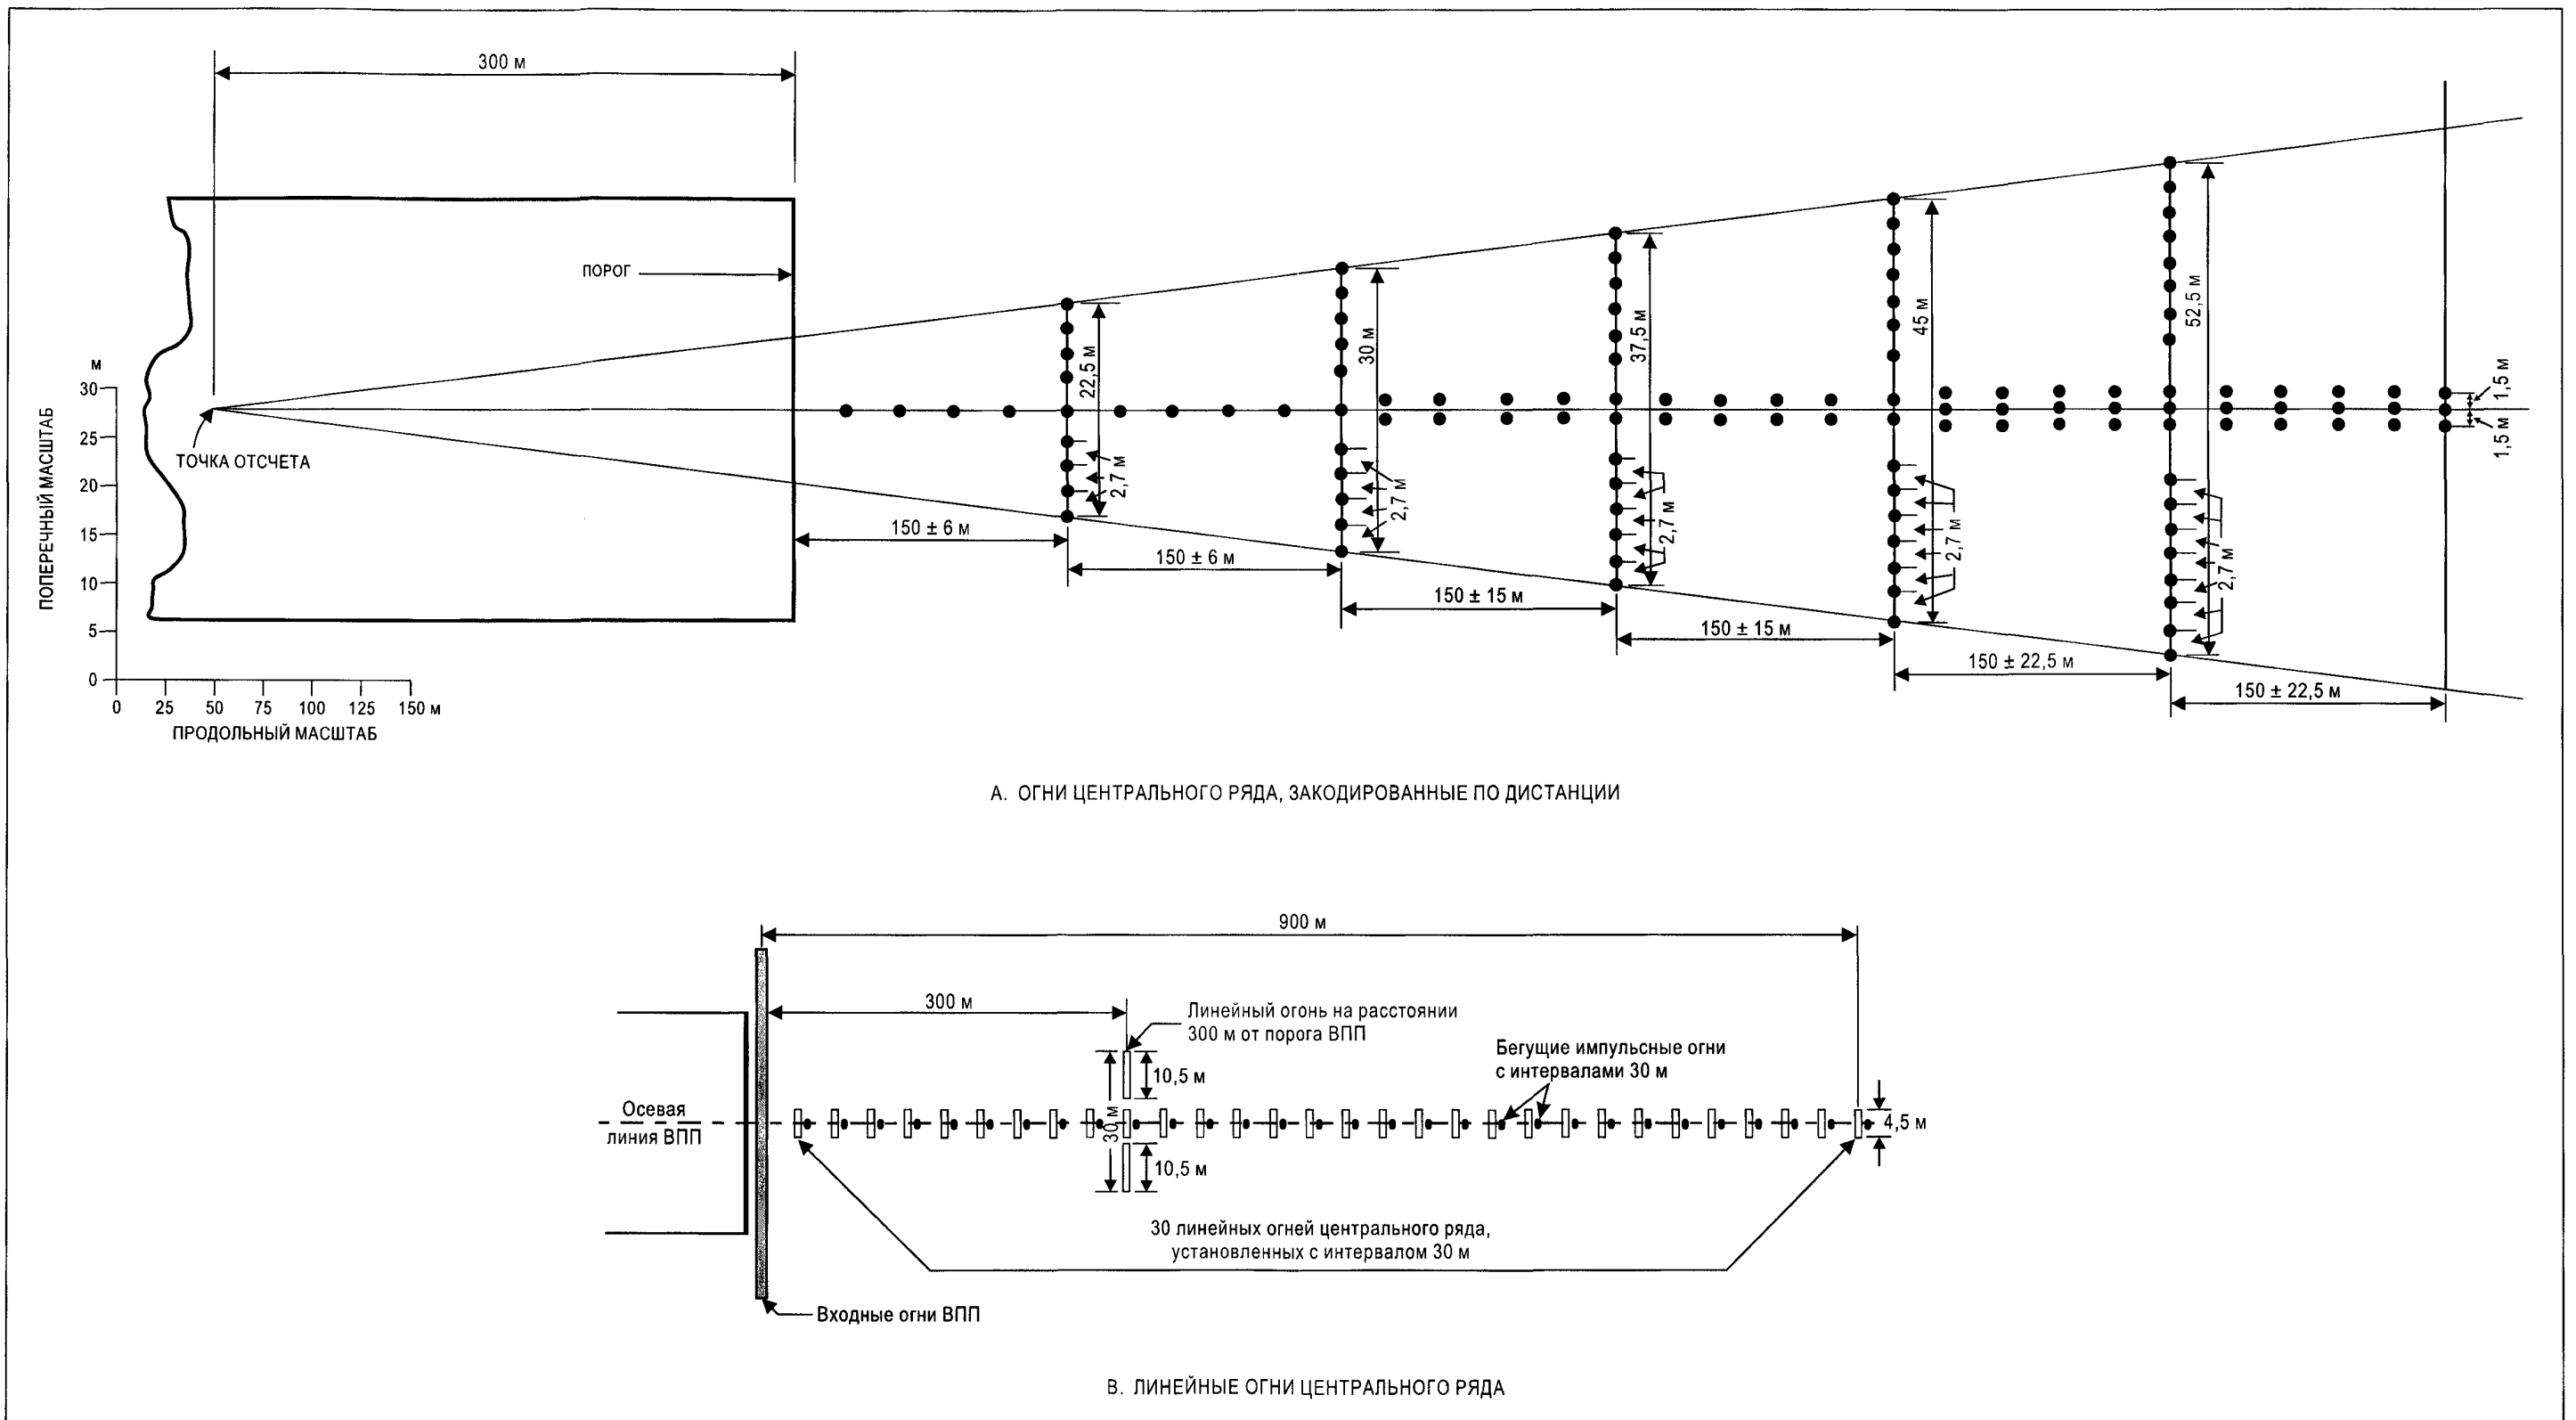 300 м
ПОРОГ
ТОЧКА ОТСЧЕТА
ПОПЕРЕЧНЫЙ МАСШТАБ
м
30
25
20
15
10
5
0
0 25 50 75 100 125 150 м
ПРОДОЛЬНЫЙ МАСШТАБ
22,5 м
2,7 м
30 м
2,7 м
37,5 м
2,7 м
45 м
2,7 м
52,5 м
2,7 м
1,5 м
1,5 м
150 ± 6 м
150 ± 6 м
150 ± 15 м
150 ± 15 м
150 ± 22,5 м
150 ± 22,5 м
А. ОГНИ ЦЕНТРАЛЬНОГО РЯДА, ЗАКОДИРОВАННЫЕ ПО ДИСТАНЦИИ
900 м
300 м
Линейный огонь на расстоянии
300 м от порога ВПП
Бегущие импульсные огни
с интервалами 30 м
10,5 м
30 м
Осевая
линия ВПП
4,5 м
10,5 м
30 линейных огней центрального ряда,
установленных с интервалом 30 м
Входные огни ВПП
В. ЛИНЕЙНЫЕ ОГНИ ЦЕНТРАЛЬНОГО РЯДА